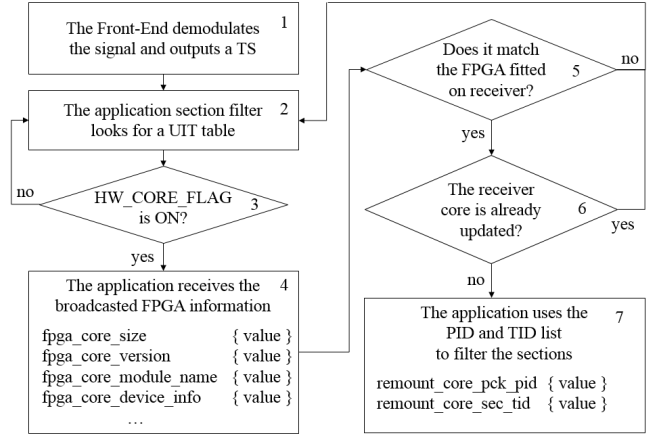 The Front-End demodulates 1
the signal and outputs a TS
The application section filter 2
looks for a UIT table
no
HW_CORE_FLAG 3
is ON?
yes
The application receives the 4
broadcasted FPGA information
fpga_core_size { value }
fpga_core_version { value }
fpga_core_module_name { value }
fpga_core_device_info { value }
...
Does it match
the FPGA fitted 5
on receiver?
no
yes
The receiver
core is already 6
updated?
yes
no
The application uses the 7
PID and TID list
to filter the sections
remount_core_pck_pid { value }
remount_core_sec_tid { value }